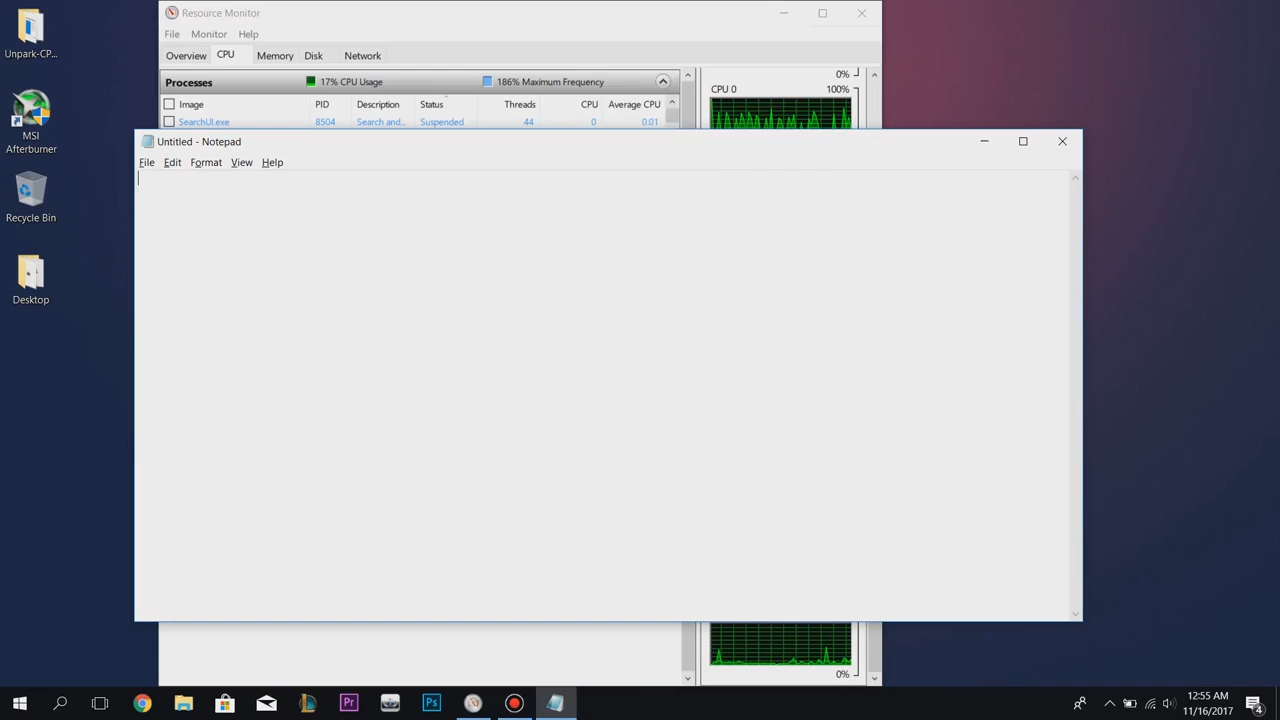 Unpark-CP...
MSI
Afterburner
Recycle Bin
Desktop
Resource Monitor
File Monitor Help
Overview CPU Memory Disk Network
Processes 17% CPU Usage 186% Maximum Frequency
Image PID Description Status Threads CPU Average CPU
SearchUI.exe 8504 Search and... Suspended 44 0 0.01
0%
CPU 0 100%
Untitled - Notepad
File Edit Format View Help
0%
Pr
Ps
12:55 AM
11/16/2017
4